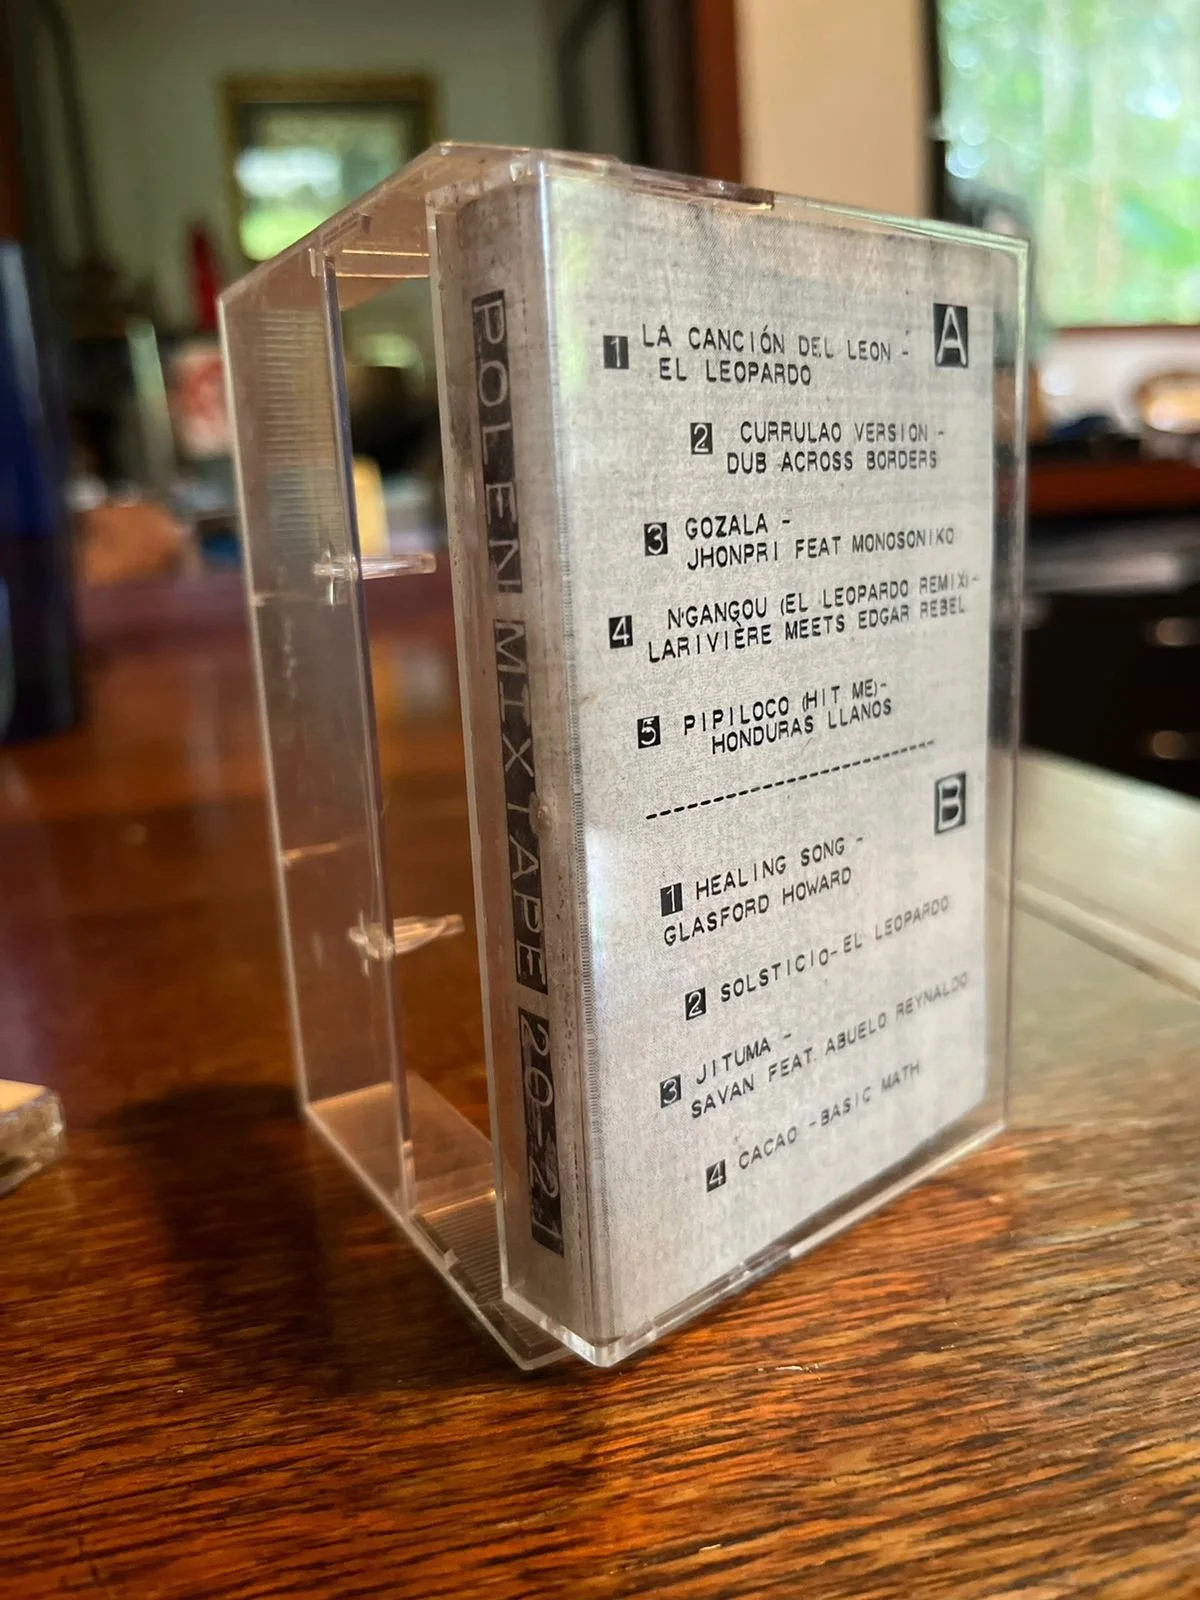 POLEN MIXTAPE 20-21
A
1 LA CANCIÓN DEL LEON -
EL LEOPARDO
2 CURRULAO VERSION -
DUB ACROSS BORDERS
3 GOZALA -
JHONPRI FEAT MONOSONIKO
4 N'GANGOU (EL LEOPARDO REMIX) -
LARIVIÈRE MEETS EDGAR REBEL
5 PIPILOCO (HIT ME)-
HONDURAS LLANOS
B
1 HEALING SONG -
GLASFORD HOWARD
2 SOLSTICIO- EL LEOPARDO
3 JITUMA -
SAVAN FEAT. ABUELO REYNALDO
4 CACAO -BASIC MATH